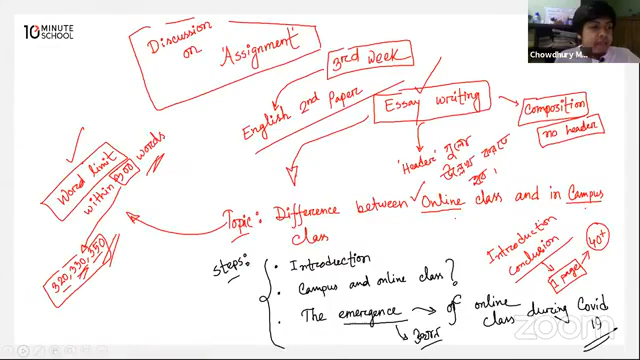 10 MINUTE SCHOOL
Chowdhury M...
Discussion
on 'Assignment'
3rd week
English 2nd Paper
Essay writing
Composition
no header
'Header'
Word limit
within 300 words
320, 330, 350
Topic: Difference between Online class and in Campus
class
Steps:
• Introduction
• Campus and online class?
• The emergence → of online
class during Covid
19
Introduction
Conclusion
1 page
40+
zoom